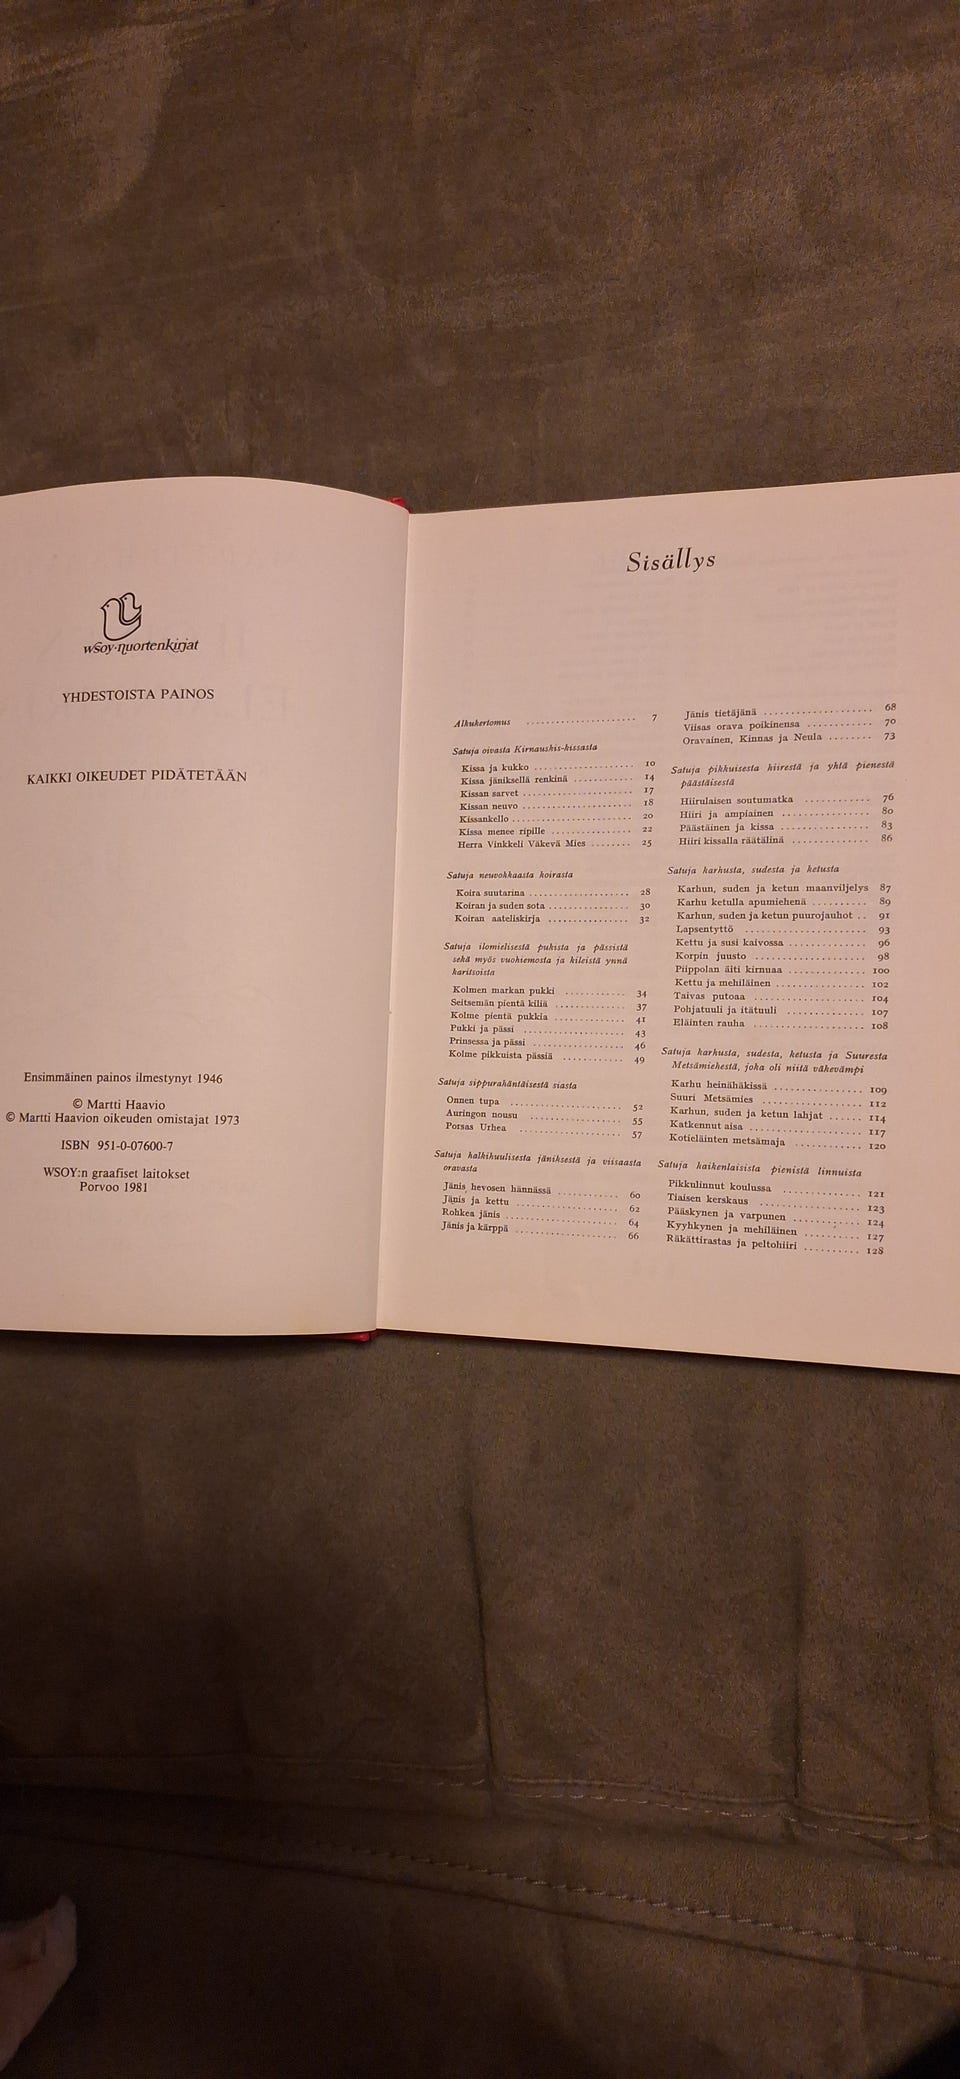 wsoy·nuortenkirjat
YHDESTOISTA PAINOS
KAIKKI OIKEUDET PIDÄTETÄÄN
Ensimmäinen painos ilmestynyt 1946
© Martti Haavio
© Martti Haavion oikeuden omistajat 1973
ISBN 951-0-07600-7
WSOY:n graafiset laitokset
Porvoo 1981
Sisällys
Alkukertomus .................... 7
Satuja oivasta Kirnauskis-kissasta
Kissa ja kukko .................... 10
Kissa jäniksellä renkinä .................... 14
Kissan sarvet .................... 17
Kissan neuvo .................... 18
Kissankello .................... 20
Kissa menee ripille .................... 22
Herra Vinkkeli Väkevä Mies ........ 25
Satuja neuvokkaasta koirasta
Koira suutarina .................... 28
Koiran ja suden sota .................... 30
Koiran aateliskirja .................... 32
Satuja ilomielisestä pukista ja pässistä
sekä myös vuohiemosta ja kileistä ynnä
karitsoista
Kolmen markan pukki ............ 34
Seitsemän pientä kiliä .............. 37
Kolme pientä pukkia .............. 41
Pukki ja pässi .................... 43
Prinsessa ja pässi .................... 46
Kolme pikkuista pässiä ............ 49
Satuja sippurahäntäisestä siasta
Onnen tupa .................... 52
Auringon nousu .................... 55
Porsas Urhea .................... 57
Satuja halkihuulisesta jäniksestä ja viisaasta
oravasta
Jänis hevosen hännässä ............ 60
Jänis ja kettu .................... 62
Rohkea jänis .................... 64
Jänis ja kärppä .................... 66
Jänis tietäjänä .................... 68
Viisas orava poikinensa ............ 70
Oravainen, Kinnas ja Neula ........ 73
Satuja pikkuisesta hiirestä ja yhtä pienestä
päästäisestä
Hiirulaisen soutumatka ............ 76
Hiiri ja ampiainen .................... 80
Päästäinen ja kissa .................... 83
Hiiri kissalla räätälinä .............. 86
Satuja karhusta, sudesta ja ketusta
Karhun, suden ja ketun maanviljelys 87
Karhu ketulla apumiehenä .......... 89
Karhun, suden ja ketun puurojauhot .. 91
Lapsentyttö .................... 93
Kettu ja susi kaivossa .............. 96
Korpin juusto .................... 98
Piippolan äiti kirnuaa .............. 100
Kettu ja mehiläinen .............. 102
Taivas putoaa .................... 104
Pohjatuuli ja itätuuli .............. 107
Eläinten rauha .................... 108
Satuja karhusta, sudesta, ketusta ja Suuresta
Metsämiehestä, joka oli niitä väkevämpi
Karhu heinähäkissä .............. 109
Suuri Metsämies .................... 112
Karhun, suden ja ketun lahjat ...... 114
Katkennut aisa .................... 117
Kotieläinten metsämaja ............ 120
Satuja kaikenlaisista pienistä linnuista
Pikkulinnut koulussa .............. 121
Tiaisen kerskaus .................... 123
Pääskynen ja varpunen ............ 124
Kyyhkynen ja mehiläinen .......... 127
Räkättirastas ja peltohiiri .......... 128